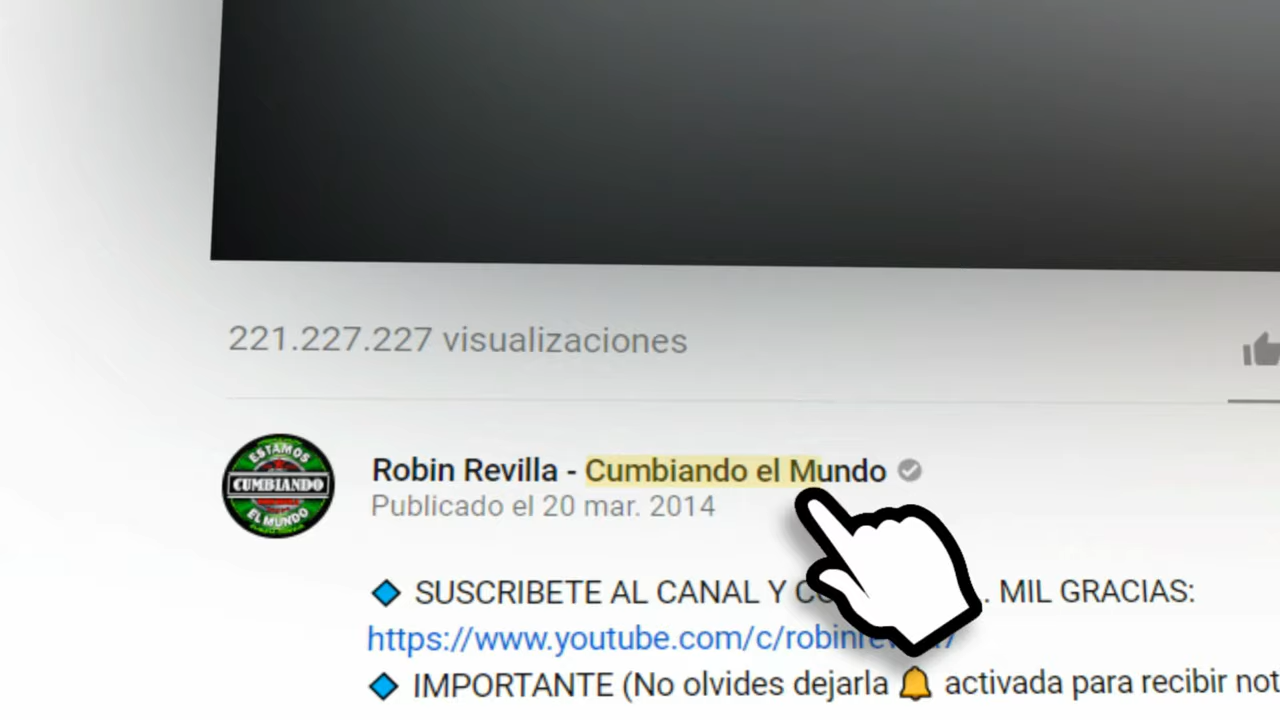 221.227.227 visualizaciones
ESTAMOS
CUMBIANDO
EL MUNDO
Robin Revilla - Cumbiando el Mundo
Publicado el 20 mar. 2014
SUSCRIBETE AL CANAL Y MIL GRACIAS:
https://www.youtube.com/c/robinre
IMPORTANTE (No olvides dejarla 🔔 activada para recibir not